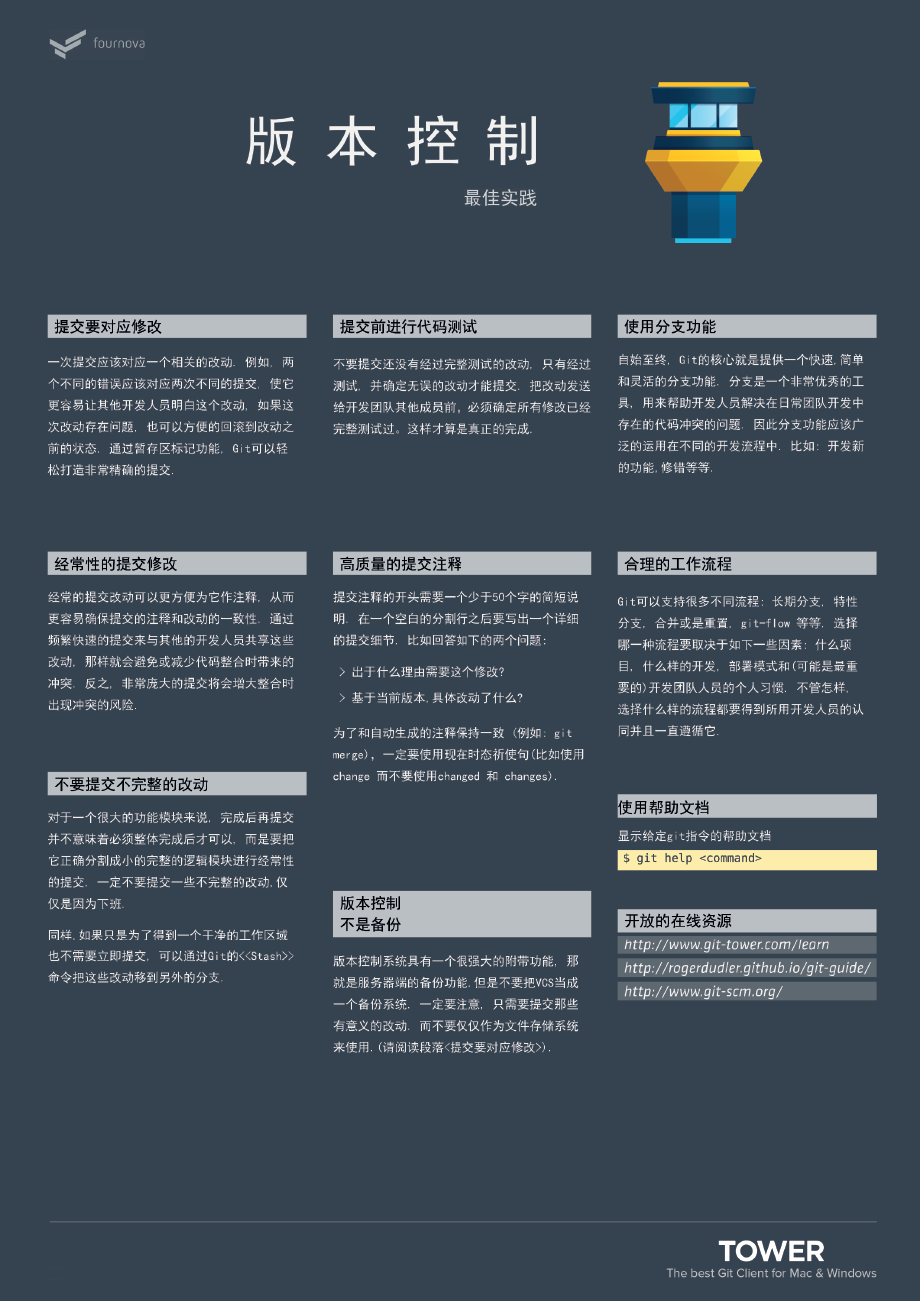 fournova
版本控制
最佳实践
提交要对应修改
一次提交应该对应一个相关的改动. 例如, 两
个不同的错误应该对应两次不同的提交. 使它
更容易让其他开发人员明白这个改动, 如果这
次改动存在问题, 也可以方便的回滚到改动之
前的状态. 通过暂存区标记功能, Git可以轻
松打造非常精确的提交.
经常性的提交修改
经常的提交改动可以更方便为它作注释. 从而
更容易确保提交的注释和改动的一致性. 通过
频繁快速的提交来与其他的开发人员共享这些
改动, 那样就会避免或减少代码整合时带来的
冲突. 反之, 非常庞大的提交将会增大整合时
出现冲突的风险.
不要提交不完整的改动
对于一个很大的功能模块来说, 完成后再提交
并不意味着必须整体完成后才可以, 而是要把
它正确分割成小的完整的逻辑模块进行经常性
的提交. 一定不要提交一些不完整的改动,仅
仅是因为下班.
同样,如果只是为了得到一个干净的工作区域
也不需要立即提交, 可以通过Git的<<Stash>>
命令把这些改动移到另外的分支.
提交前进行代码测试
不要提交还没有经过完整测试的改动, 只有经过
测试, 并确定无误的改动才能提交. 把改动发送
给开发团队其他成员前, 必须确定所有修改已经
完整测试过。这样才算是真正的完成.
高质量的提交注释
提交注释的开头需要一个少于50个字的简短说
明. 在一个空白的分割行之后要写出一个详细
的提交细节. 比如回答如下的两个问题:
> 出于什么理由需要这个修改?
> 基于当前版本,具体改动了什么?
为了和自动生成的注释保持一致 (例如: git
merge), 一定要使用现在时态祈使句(比如使用
change 而不要使用changed 和 changes).
版本控制
不是备份
版本控制系统具有一个很强大的附带功能, 那
就是服务器端的备份功能.但是不要把VCS当成
一个备份系统. 一定要注意, 只需要提交那些
有意义的改动. 而不要仅仅作为文件存储系统
来使用.(请阅读段落<提交要对应修改>).
使用分支功能
自始至终, Git的核心就是提供一个快速,简单
和灵活的分支功能. 分支是一个非常优秀的工
具, 用来帮助开发人员解决在日常团队开发中
存在的代码冲突的问题. 因此分支功能应该广
泛的运用在不同的开发流程中. 比如: 开发新
的功能,修错等等.
合理的工作流程
Git可以支持很多不同流程: 长期分支, 特性
分支, 合并或是重置, git-flow 等等. 选择
哪一种流程要取决于如下一些因素: 什么项
目, 什么样的开发, 部署模式和(可能是最重
要的)开发团队人员的个人习惯. 不管怎样,
选择什么样的流程都要得到所用开发人员的认
同并且一直遵循它.
使用帮助文档
显示给定git指令的帮助文档
$ git help <command>
开放的在线资源
http://www.git-tower.com/learn
http://rogerdudler.github.io/git-guide/
http://www.git-scm.org/
TOWER
The best Git Client for Mac & Windows